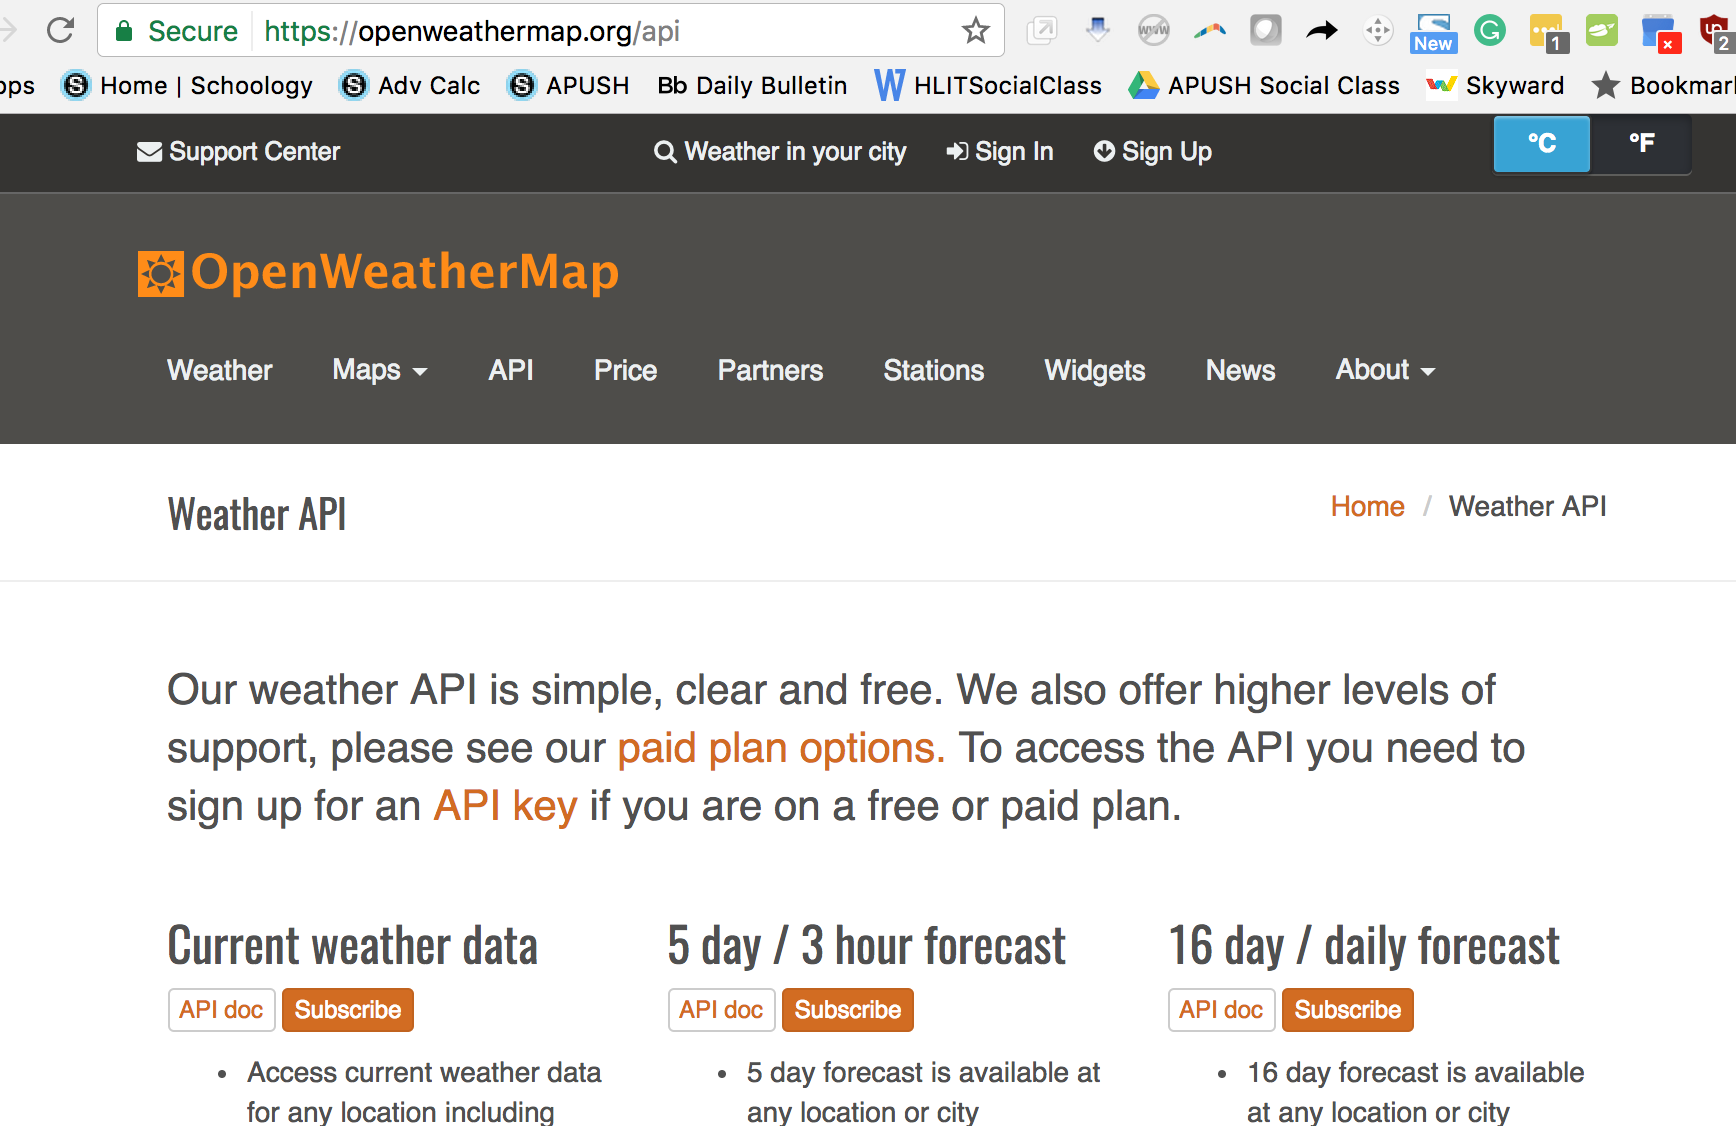 Secure https://openweathermap.org/api
New 1 2
Home | Schoology Adv Calc APUSH Bb Daily Bulletin HLITSocialClass APUSH Social Class Skyward
Support Center Weather in your city Sign In Sign Up °C °F
OpenWeatherMap
Weather Maps API Price Partners Stations Widgets News About
Weather API Home / Weather API
Our weather API is simple, clear and free. We also offer higher levels of
support, please see our paid plan options. To access the API you need to
sign up for an API key if you are on a free or paid plan.
Current weather data 5 day / 3 hour forecast 16 day / daily forecast
API doc Subscribe API doc Subscribe API doc Subscribe
• Access current weather data • 5 day forecast is available at • 16 day forecast is available
for any location including any location or city at any location or city